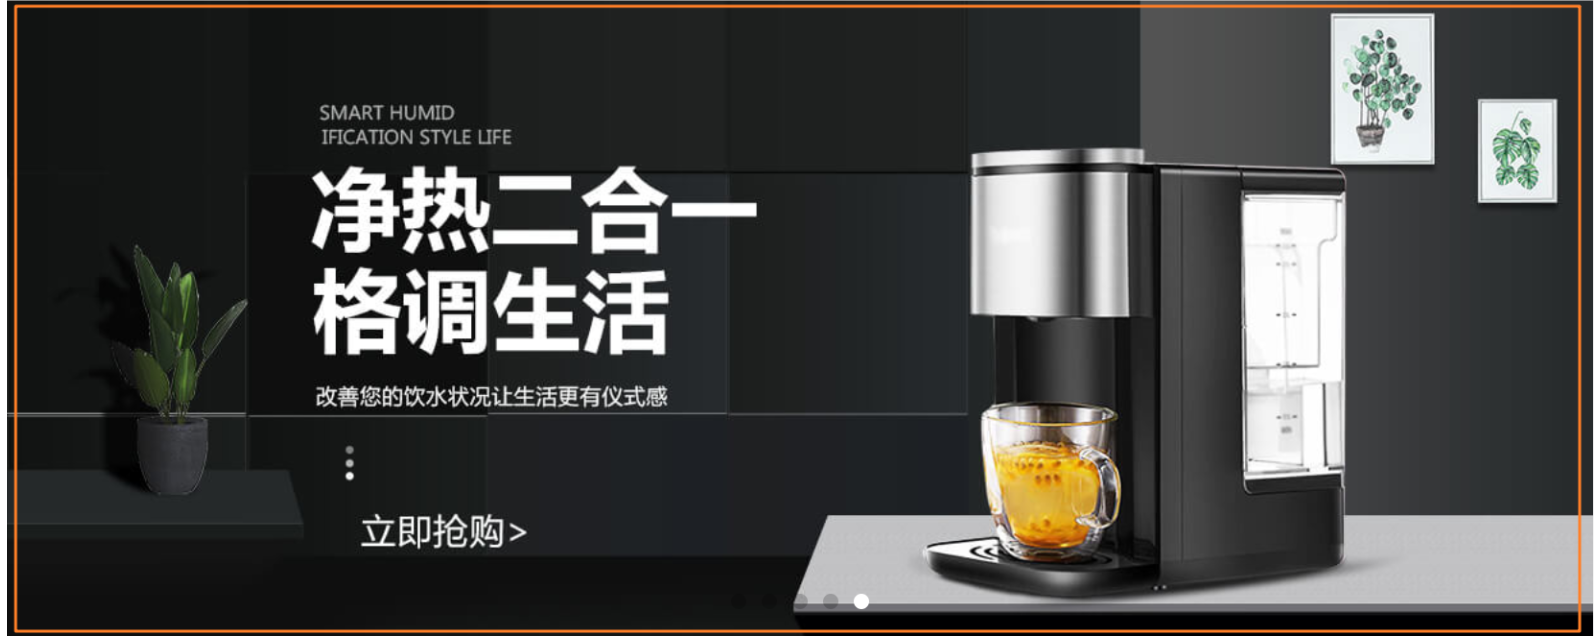 SMART HUMID
IFICATION STYLE LIFE
净热二合一
格调生活
改善您的饮水状况让生活更有仪式感
立即抢购>